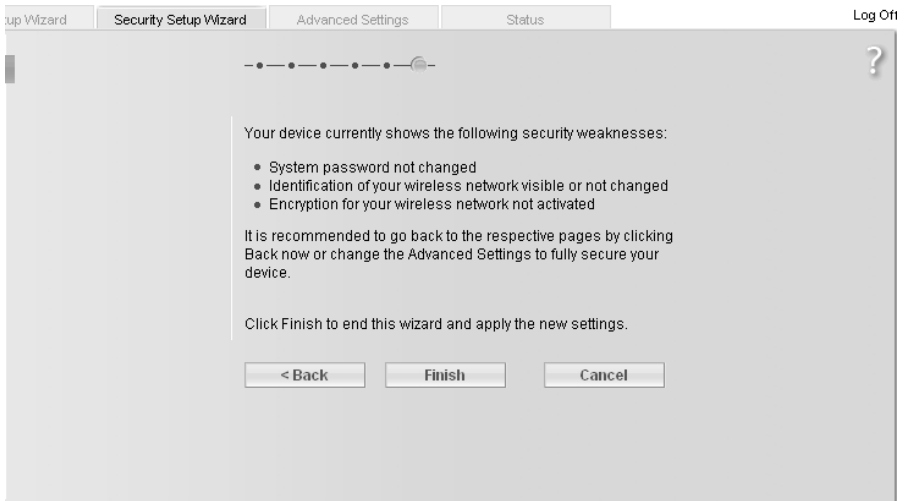 tup Wizard
Security Setup Wizard
Advanced Settings
Status
Log Off
?
Your device currently shows the following security weaknesses:
• System password not changed
• Identification of your wireless network visible or not changed
• Encryption for your wireless network not activated
It is recommended to go back to the respective pages by clicking
Back now or change the Advanced Settings to fully secure your
device.
Click Finish to end this wizard and apply the new settings.
< Back
Finish
Cancel